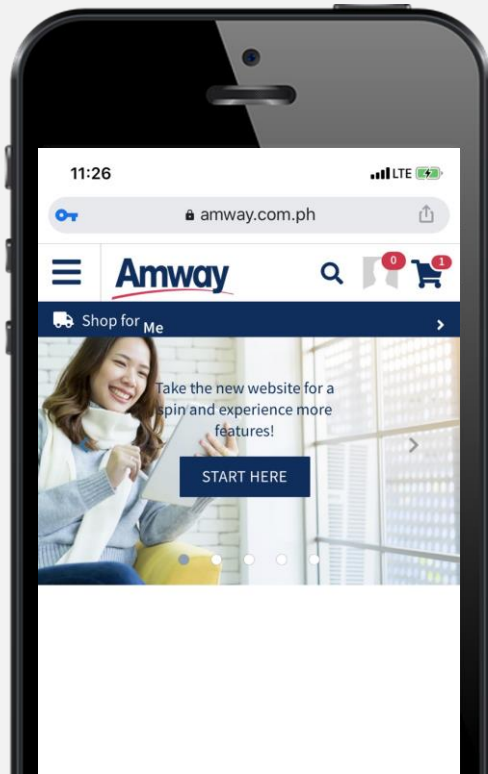 11:26 LTE
amway.com.ph
Amway 0 1
Shop for Me
Take the new website for a
spin and experience more
features!
START HERE